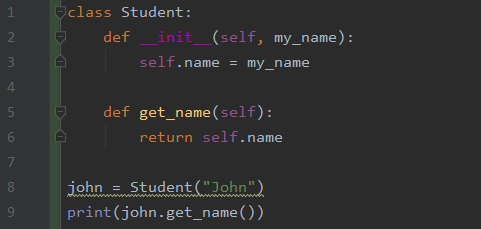 1 class Student:
2     def __init__(self, my_name):
3         self.name = my_name
4
5     def get_name(self):
6         return self.name
7
8 john = Student("John")
9 print(john.get_name())